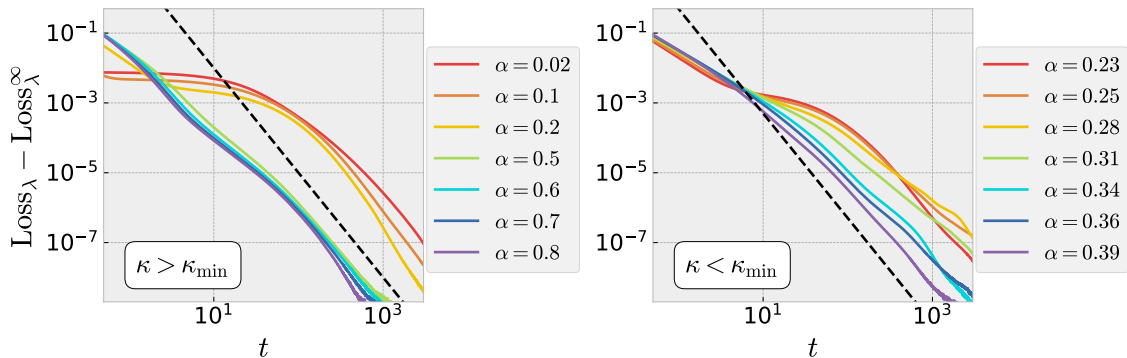 Loss_λ − Loss_λ^∞
10^{-1}
10^{-3}
10^{-5}
10^{-7}
κ > κ_min
10^1
10^3
t
α = 0.02
α = 0.1
α = 0.2
α = 0.5
α = 0.6
α = 0.7
α = 0.8
10^{-1}
10^{-3}
10^{-5}
10^{-7}
κ < κ_min
10^1
10^3
t
α = 0.23
α = 0.25
α = 0.28
α = 0.31
α = 0.34
α = 0.36
α = 0.39